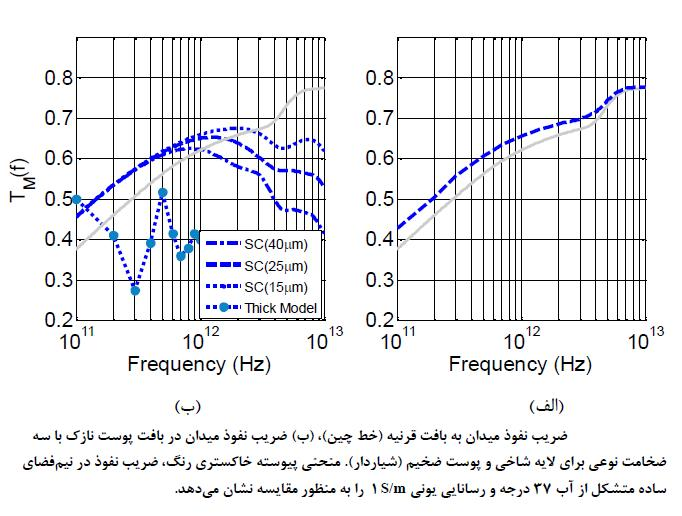 0.8
0.7
0.6
0.5
0.4
0.3
0.2
T_M(f)
10^11
10^12
10^13
Frequency (Hz)
SC(40μm)
SC(25μm)
SC(15μm)
Thick Model
0.8
0.7
0.6
0.5
0.4
0.3
0.2
10^11
10^12
10^13
Frequency (Hz)
(الف)
(ب)
ضریب نفوذ میدان به بافت قرنیه (خط چین)، (ب) ضریب نفوذ میدان در بافت پوست نازک با سه
ضخامت نوعی برای لایه شاخی و پوست ضخیم (شیاردار). منحنی پیوسته خاکستری رنگ، ضریب نفوذ در نیم‌فضای
ساده متشکل از آب ۳۷ درجه و رسانایی یونی ۱S/m را به منظور مقایسه نشان می‌دهد.